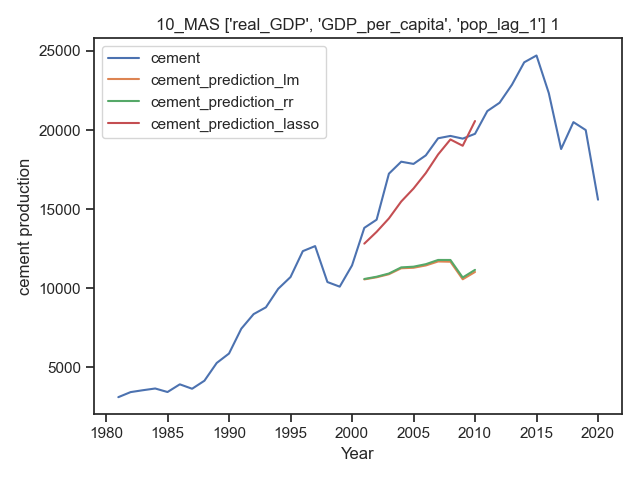 10_MAS ['real_GDP', 'GDP_per_capita', 'pop_lag_1'] 1
cement
cement_prediction_lm
cement_prediction_rr
cement_prediction_lasso
cement production
25000
20000
15000
10000
5000
1980 1985 1990 1995 2000 2005 2010 2015 2020
Year